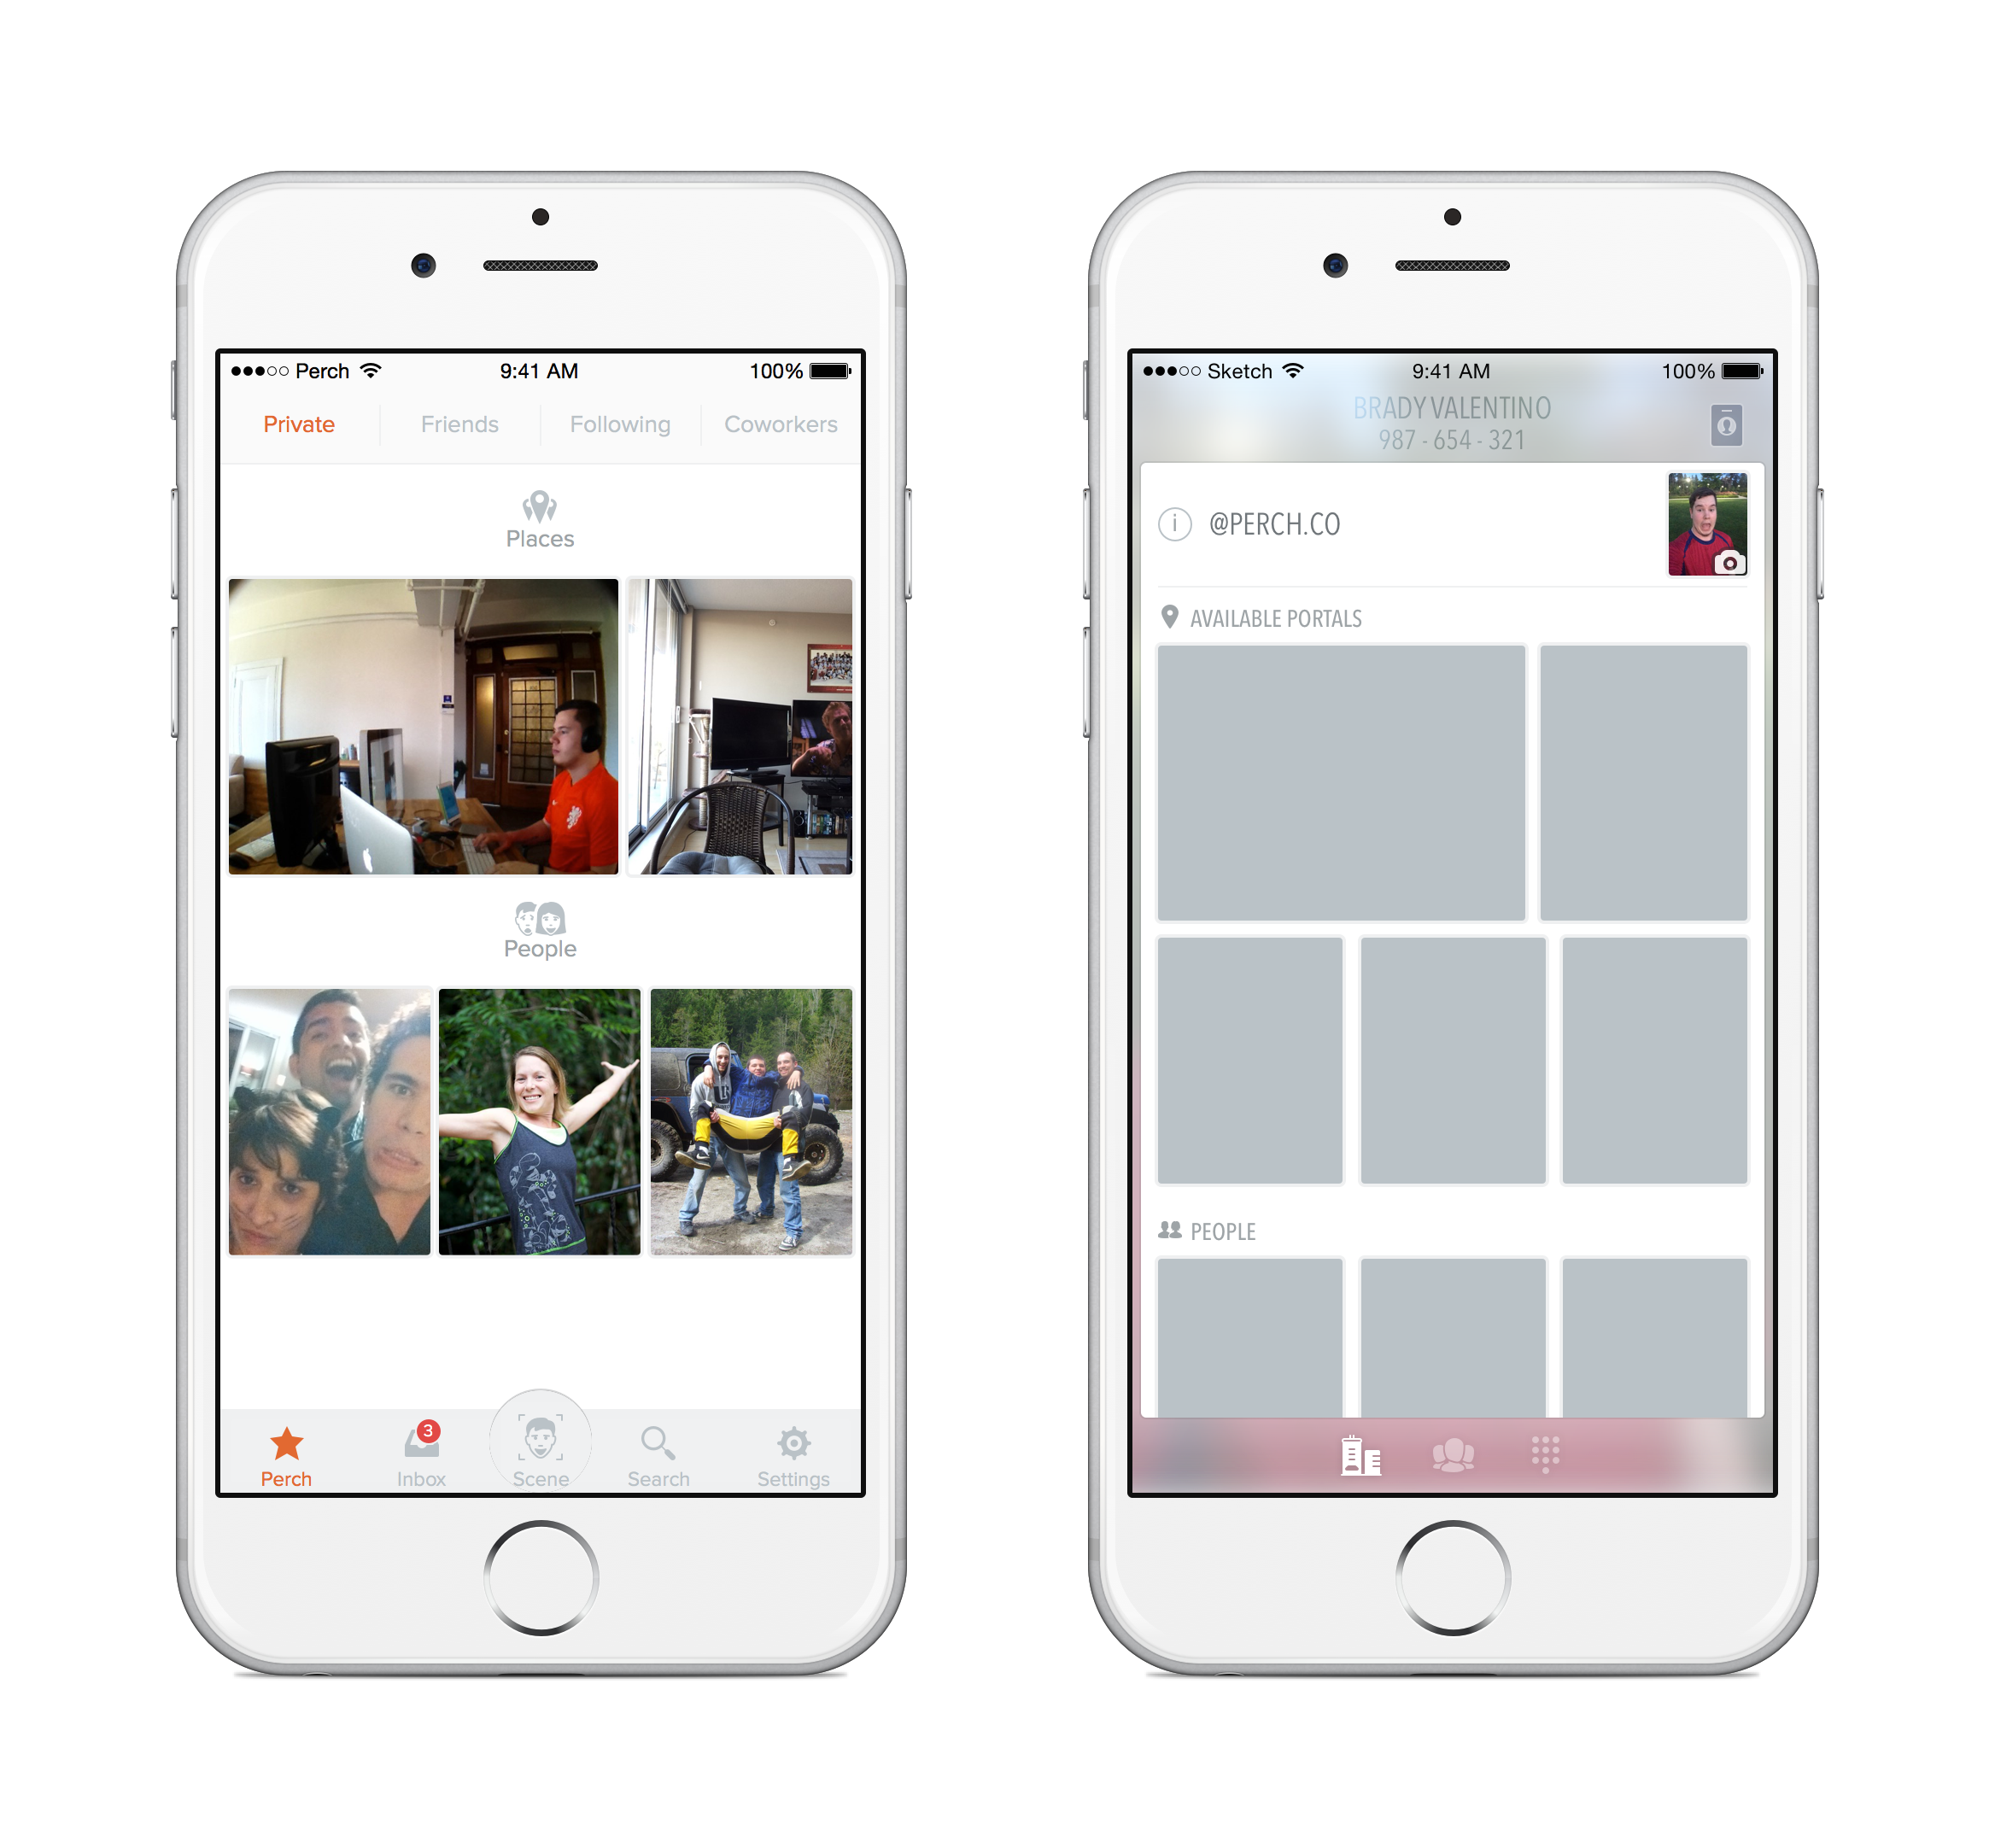 Perch 9:41 AM 100%
Private Friends Following Coworkers
Places
People
3
Perch Inbox Scene Search Settings
Sketch 9:41 AM 100%
BRADY VALENTINO
987 - 654 - 321
@PERCH.CO
AVAILABLE PORTALS
PEOPLE